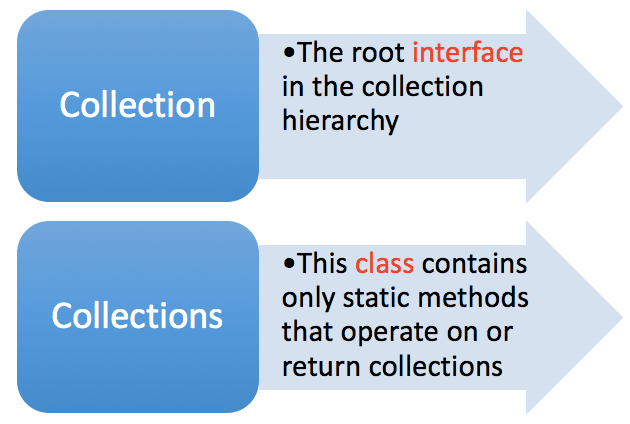 Collection
•The root interface
in the collection
hierarchy
Collections
•This class contains
only static methods
that operate on or
return collections